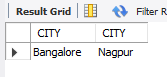 Result Grid Filter R
CITY CITY
Bangalore Nagpur